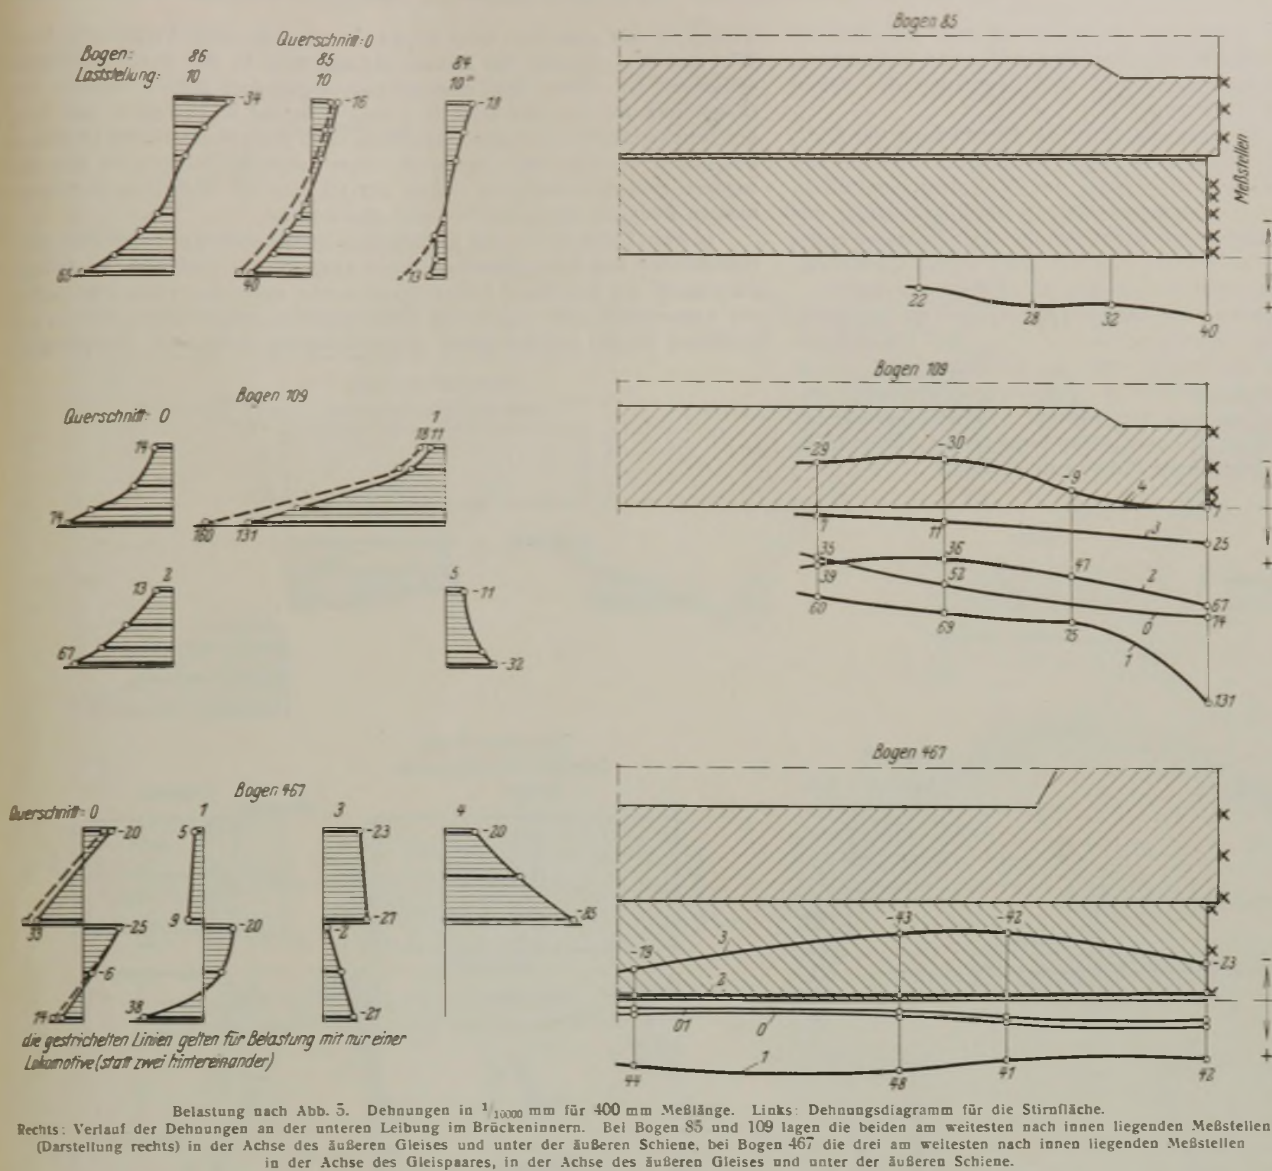 Bogen 85
Querschnitt: 0
Bogen: 86 85 84
Laststellung: 10 10 10"
-34 -16 -13
65 40 13
Meßstellen
22 28 32 40
+
Bogen 109
Bogen 109
Querschnitt: 0 1
14 18 11
74 160 131
2 5
13 -11
67 -32
-29 -30 -9 4
7 11 3 25
35 36 47 2 67
39 52 0 74
60 69 75 1 131
+
Bogen 467
Bogen 467
Querschnitt: 0 1 3 4
-20 5 -23 -20
33 9 -27 -85
-25 -20 -2
-6
14 38 -21
-19 3 -43 -42 -23
2
01 0
1
44 48 41 42
+
die gestrichelten Linien gelten für Belastung mit nur einer
Lokomotive (statt zwei hintereinander)
Belastung nach Abb. 5. Dehnungen in 1/10000 mm für 400 mm Meßlänge. Links: Dehnungsdiagramm für die Stirnfläche.
Rechts: Verlauf der Dehnungen an der unteren Leibung im Brückeninnern. Bei Bogen 85 und 109 lagen die beiden am weitesten nach innen liegenden Meßstellen
(Darstellung rechts) in der Achse des äußeren Gleises und unter der äußeren Schiene, bei Bogen 467 die drei am weitesten nach innen liegenden Meßstellen
in der Achse des Gleispaares, in der Achse des äußeren Gleises und unter der äußeren Schiene.